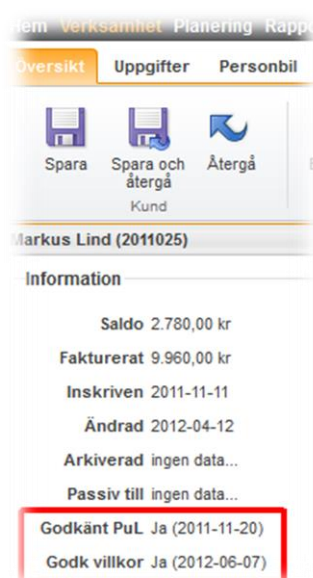 Hem Verksamhet Planering Rapp
Översikt Uppgifter Personbil
Spara Spara och återgå Återgå
Kund
Markus Lind (2011025)
Information
Saldo 2.780,00 kr
Fakturerat 9.960,00 kr
Inskriven 2011-11-11
Ändrad 2012-04-12
Arkiverad ingen data...
Passiv till ingen data...
Godkänt PuL Ja (2011-11-20)
Godk villkor Ja (2012-06-07)